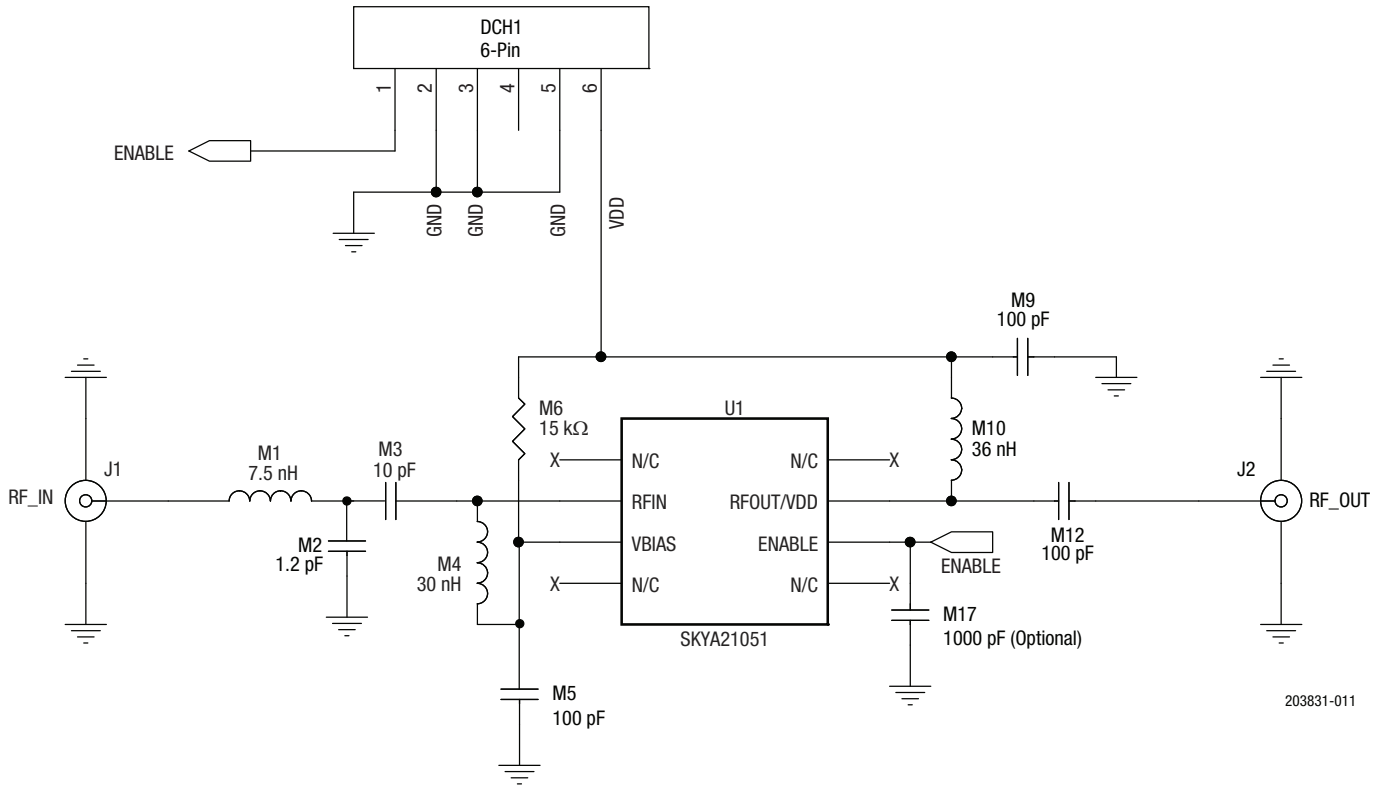 DCH1
6-Pin
1
2
3
4
5
6
ENABLE
GND
GND
GND
VDD
M9
100 pF
M6
15 kΩ
U1
M10
36 nH
M1
7.5 nH
M3
10 pF
J1
J2
X
N/C
N/C
X
RF_IN
RFIN
RFOUT/VDD
RF_OUT
M2
1.2 pF
M4
30 nH
VBIAS
ENABLE
ENABLE
M12
100 pF
X
N/C
N/C
X
SKYA21051
M17
1000 pF (Optional)
M5
100 pF
203831-011